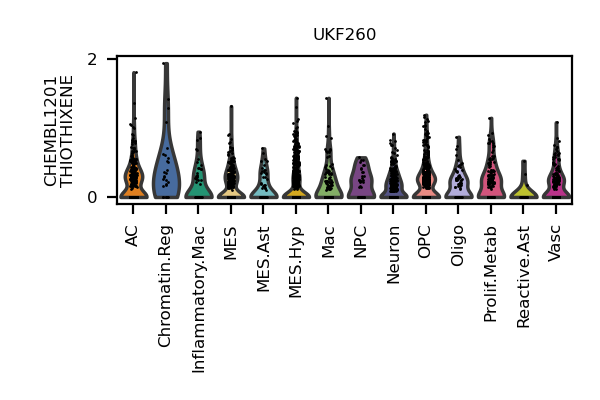 UKF260
CHEMBL1201
THIOTHIXENE
2
0
AC
Chromatin.Reg
Inflammatory.Mac
MES
MES.Ast
MES.Hyp
Mac
NPC
Neuron
OPC
Oligo
Prolif.Metab
Reactive.Ast
Vasc